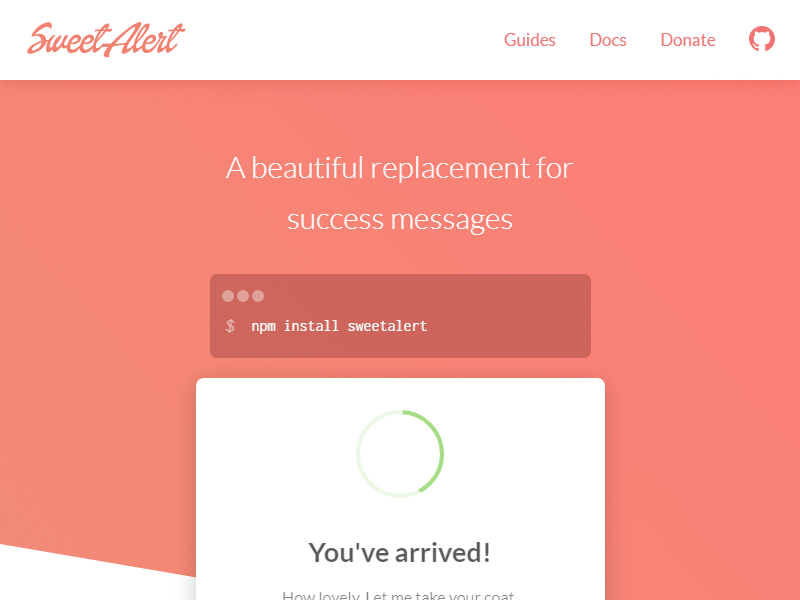 SweetAlert
Guides Docs Donate
A beautiful replacement for
success messages
$ npm install sweetalert
You've arrived!
How lovely. Let me take your coat.